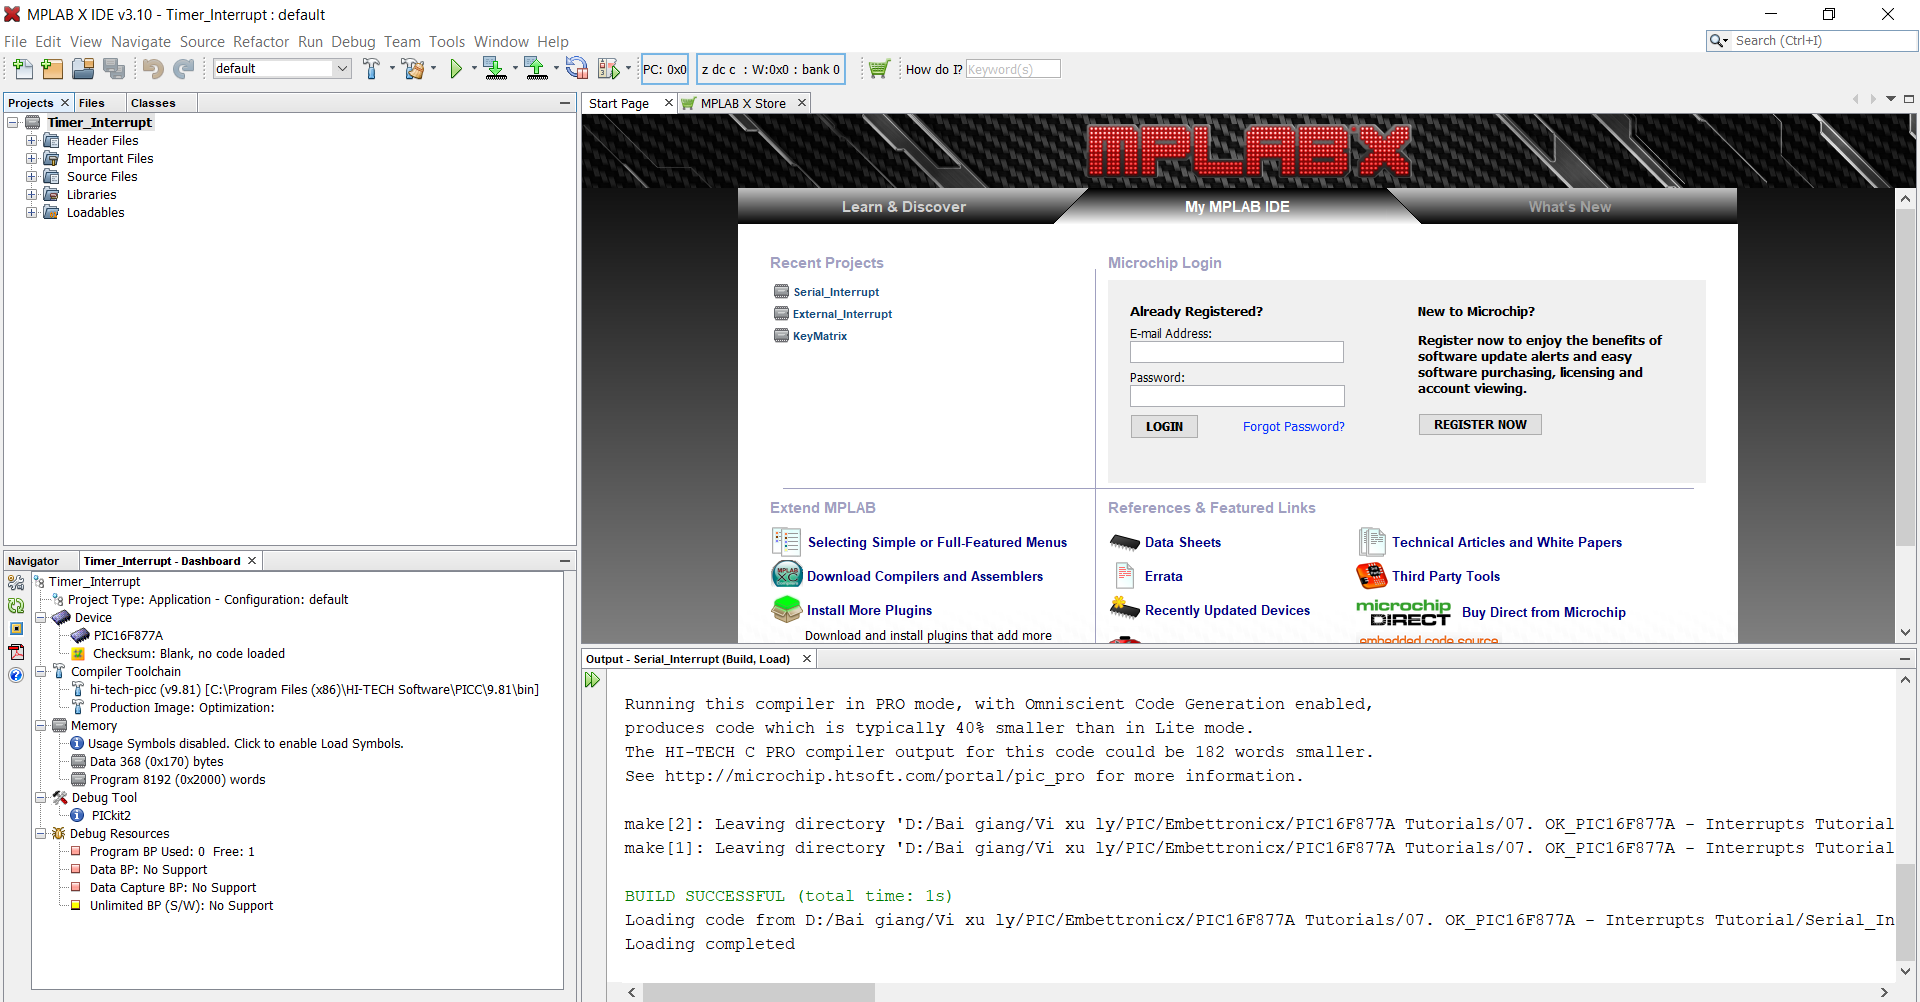 MPLAB X IDE v3.10 - Timer_Interrupt : default
File Edit View Navigate Source Refactor Run Debug Team Tools Window Help
Search (Ctrl+I)
default
PC: 0x0
z dc c : W:0x0 : bank 0
How do I?
Keyword(s)
Projects
Files
Classes
Timer_Interrupt
Header Files
Important Files
Source Files
Libraries
Loadables
Navigator
Timer_Interrupt - Dashboard
Timer_Interrupt
Project Type: Application - Configuration: default
Device
PIC16F877A
Checksum: Blank, no code loaded
Compiler Toolchain
hi-tech-picc (v9.81) [C:\Program Files (x86)\HI-TECH Software\PICC\9.81\bin]
Production Image: Optimization:
Memory
Usage Symbols disabled. Click to enable Load Symbols.
Data 368 (0x170) bytes
Program 8192 (0x2000) words
Debug Tool
PICkit2
Debug Resources
Program BP Used: 0 Free: 1
Data BP: No Support
Data Capture BP: No Support
Unlimited BP (S/W): No Support
Start Page
MPLAB X Store
MPLAB X
Learn & Discover
My MPLAB IDE
What's New
Recent Projects
Serial_Interrupt
External_Interrupt
KeyMatrix
Microchip Login
Already Registered?
E-mail Address:
Password:
LOGIN
Forgot Password?
New to Microchip?
Register now to enjoy the benefits of
software update alerts and easy
software purchasing, licensing and
account viewing.
REGISTER NOW
Extend MPLAB
Selecting Simple or Full-Featured Menus
MPLAB XC
Download Compilers and Assemblers
Install More Plugins
Download and install plugins that add more
References & Featured Links
Data Sheets
Errata
Recently Updated Devices
Technical Articles and White Papers
Third Party Tools
microchip
DIRECT
Buy Direct from Microchip
embedded code source
Output - Serial_Interrupt (Build, Load)
Running this compiler in PRO mode, with Omniscient Code Generation enabled,
produces code which is typically 40% smaller than in Lite mode.
The HI-TECH C PRO compiler output for this code could be 182 words smaller.
See http://microchip.htsoft.com/portal/pic_pro for more information.
make[2]: Leaving directory 'D:/Bai giang/Vi xu ly/PIC/Embettronicx/PIC16F877A Tutorials/07. OK_PIC16F877A - Interrupts Tutorial
make[1]: Leaving directory 'D:/Bai giang/Vi xu ly/PIC/Embettronicx/PIC16F877A Tutorials/07. OK_PIC16F877A - Interrupts Tutorial
BUILD SUCCESSFUL (total time: 1s)
Loading code from D:/Bai giang/Vi xu ly/PIC/Embettronicx/PIC16F877A Tutorials/07. OK_PIC16F877A - Interrupts Tutorial/Serial_In
Loading completed